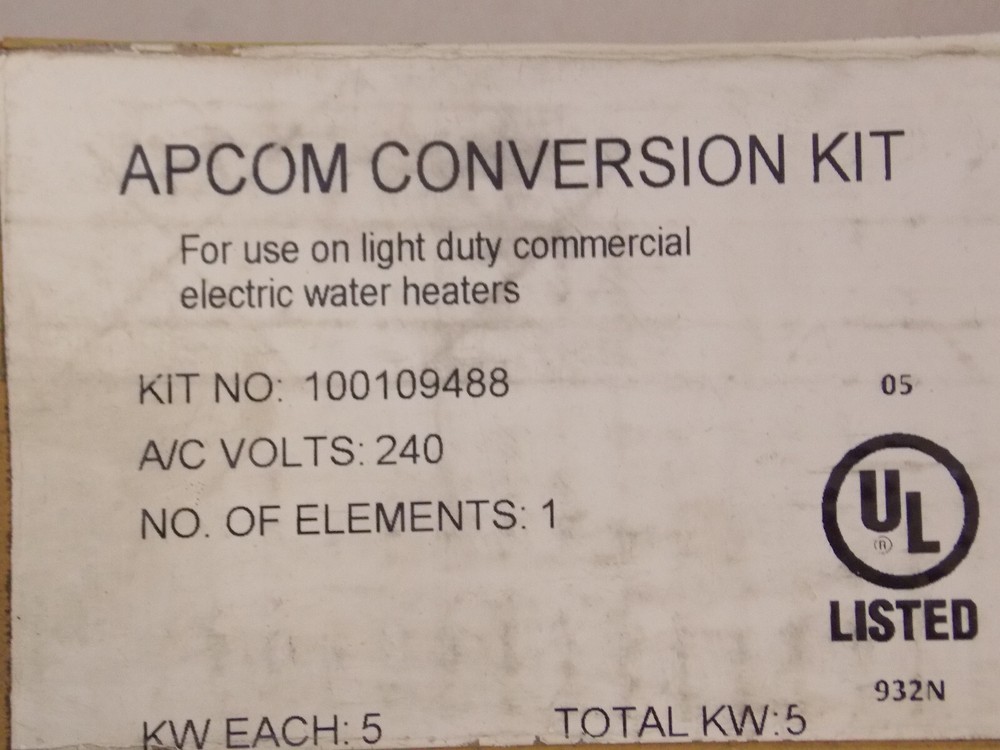 APCOM CONVERSION KIT
For use on light duty commercial
electric water heaters
KIT NO: 100109488
05
A/C VOLTS: 240
NO. OF ELEMENTS: 1
UL
®
LISTED
932N
KW EACH: 5
TOTAL KW:5